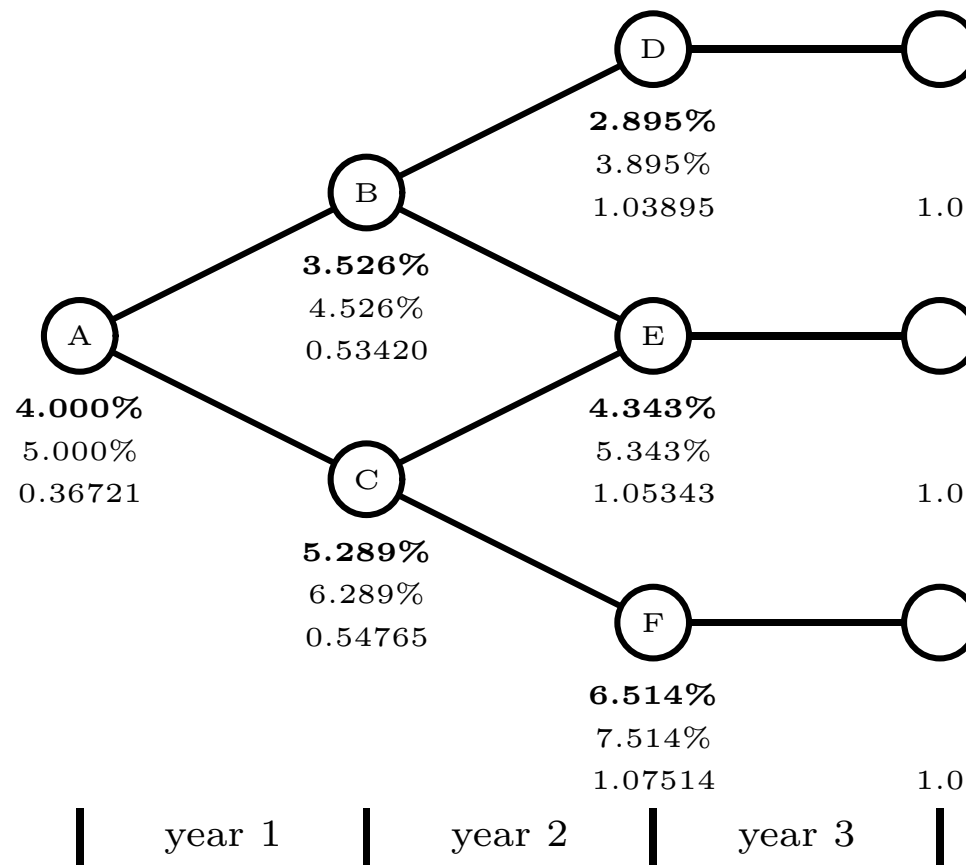 D
2.895%
3.895%
1.03895
1.0
B
3.526%
4.526%
0.53420
A
4.000%
5.000%
0.36721
E
4.343%
5.343%
1.05343
1.0
C
5.289%
6.289%
0.54765
F
6.514%
7.514%
1.07514
1.0
year 1
year 2
year 3